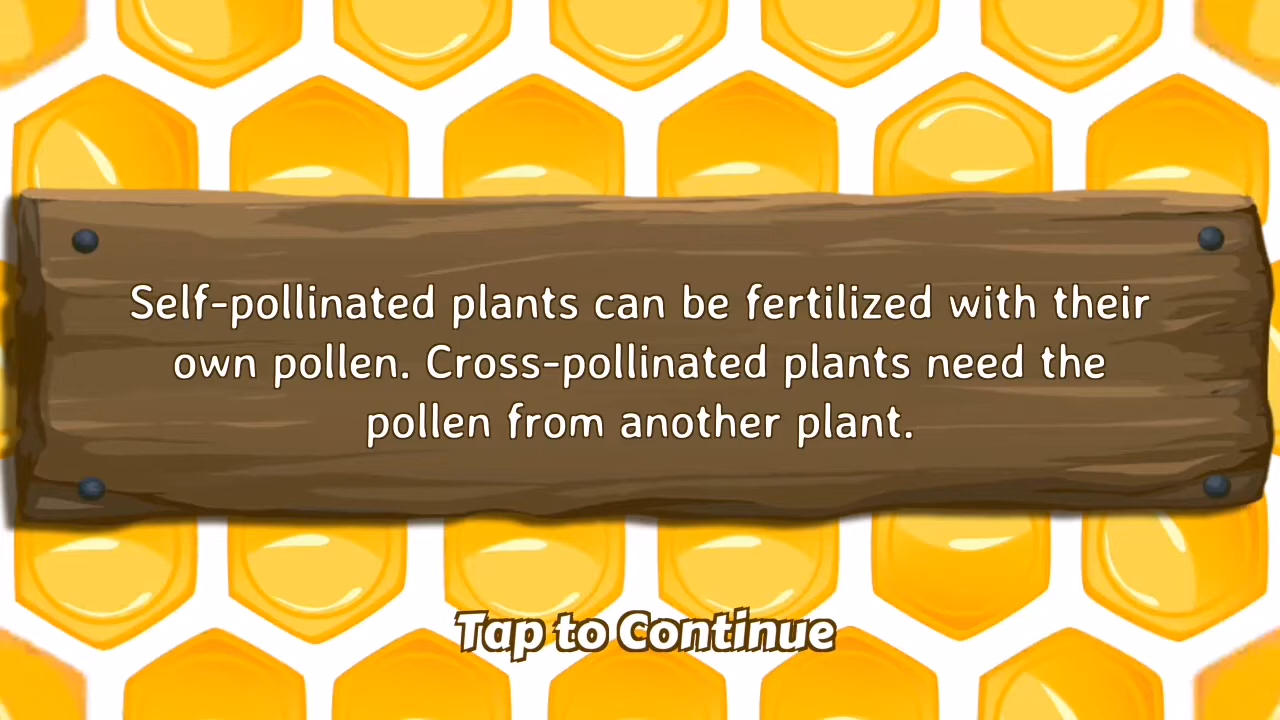 Self-pollinated plants can be fertilized with their
own pollen. Cross-pollinated plants need the
pollen from another plant.
Tap to Continue